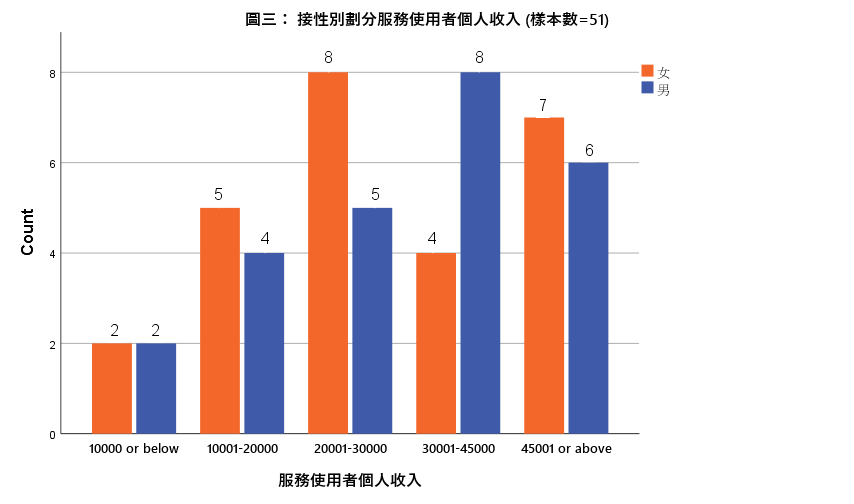 圖三： 接性別劃分服務使用者個人收入 (樣本數=51)
女
男
8
8
7
6
5
5
4
4
2
2
8
6
4
2
0
Count
10000 or below
10001-20000
20001-30000
30001-45000
45001 or above
服務使用者個人收入